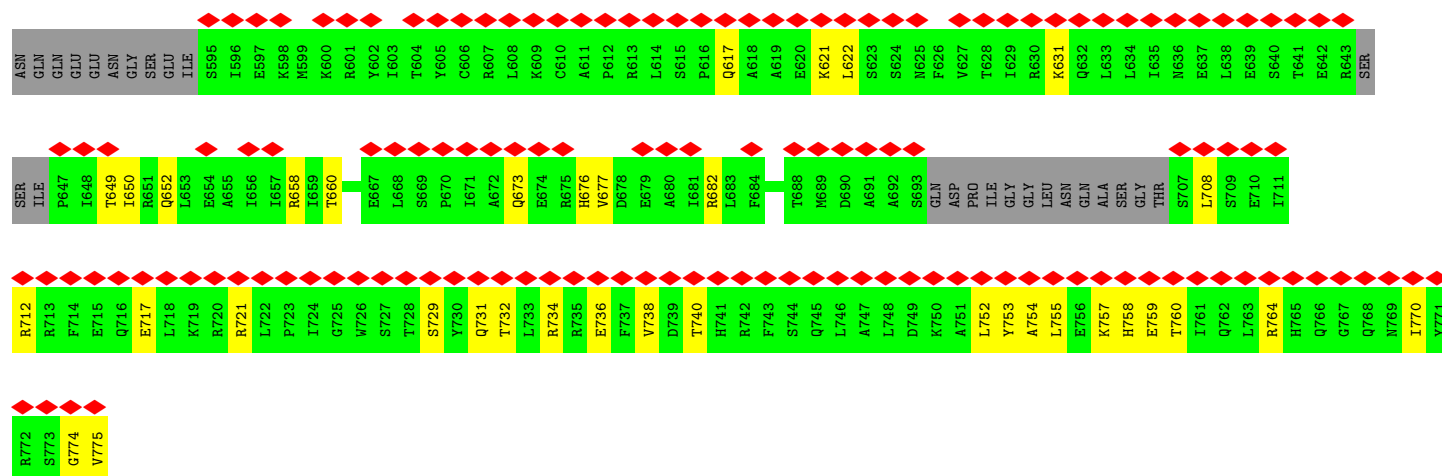 ASN GLN GLN GLU GLU ASN GLY SER GLU ILE S595 I596 E597 K598 M599 K600 R601 Y602 I603 T604 Y605 C606 R607 L608 K609 C610 A611 P612 R613 L614 S615 P616 Q617 A618 A619 E620 K621 L622 S623 S624 N625 F626 V627 T628 I629 R630 K631 Q632 L633 L634 I635 N636 E637 L638 E639 S640 T641 E642 R643 SER
SER ILE P647 I648 T649 I650 R651 Q652 L653 E654 A655 I656 I657 R658 I659 T660 E667 L668 S669 P670 I671 A672 Q673 E674 R675 H676 V677 D678 E679 A680 I681 R682 L683 F684 T688 M689 D690 A691 A692 S693 GLN ASP PRO ILE GLY GLY LEU ASN GLN ALA SER GLY THR S707 L708 S709 E710 I711
R712 R713 F714 E715 Q716 E717 L718 K719 R720 R721 L722 P723 I724 G725 W726 S727 T728 S729 Y730 Q731 T732 L733 R734 R735 E736 F737 V738 D739 T740 H741 R742 F743 S744 Q745 L746 A747 L748 D749 K750 A751 L752 Y753 A754 L755 E756 K757 H758 E759 T760 I761 Q762 L763 R764 H765 Q766 G767 Q768 N769 I770 Y771
R772 S773 G774 V775